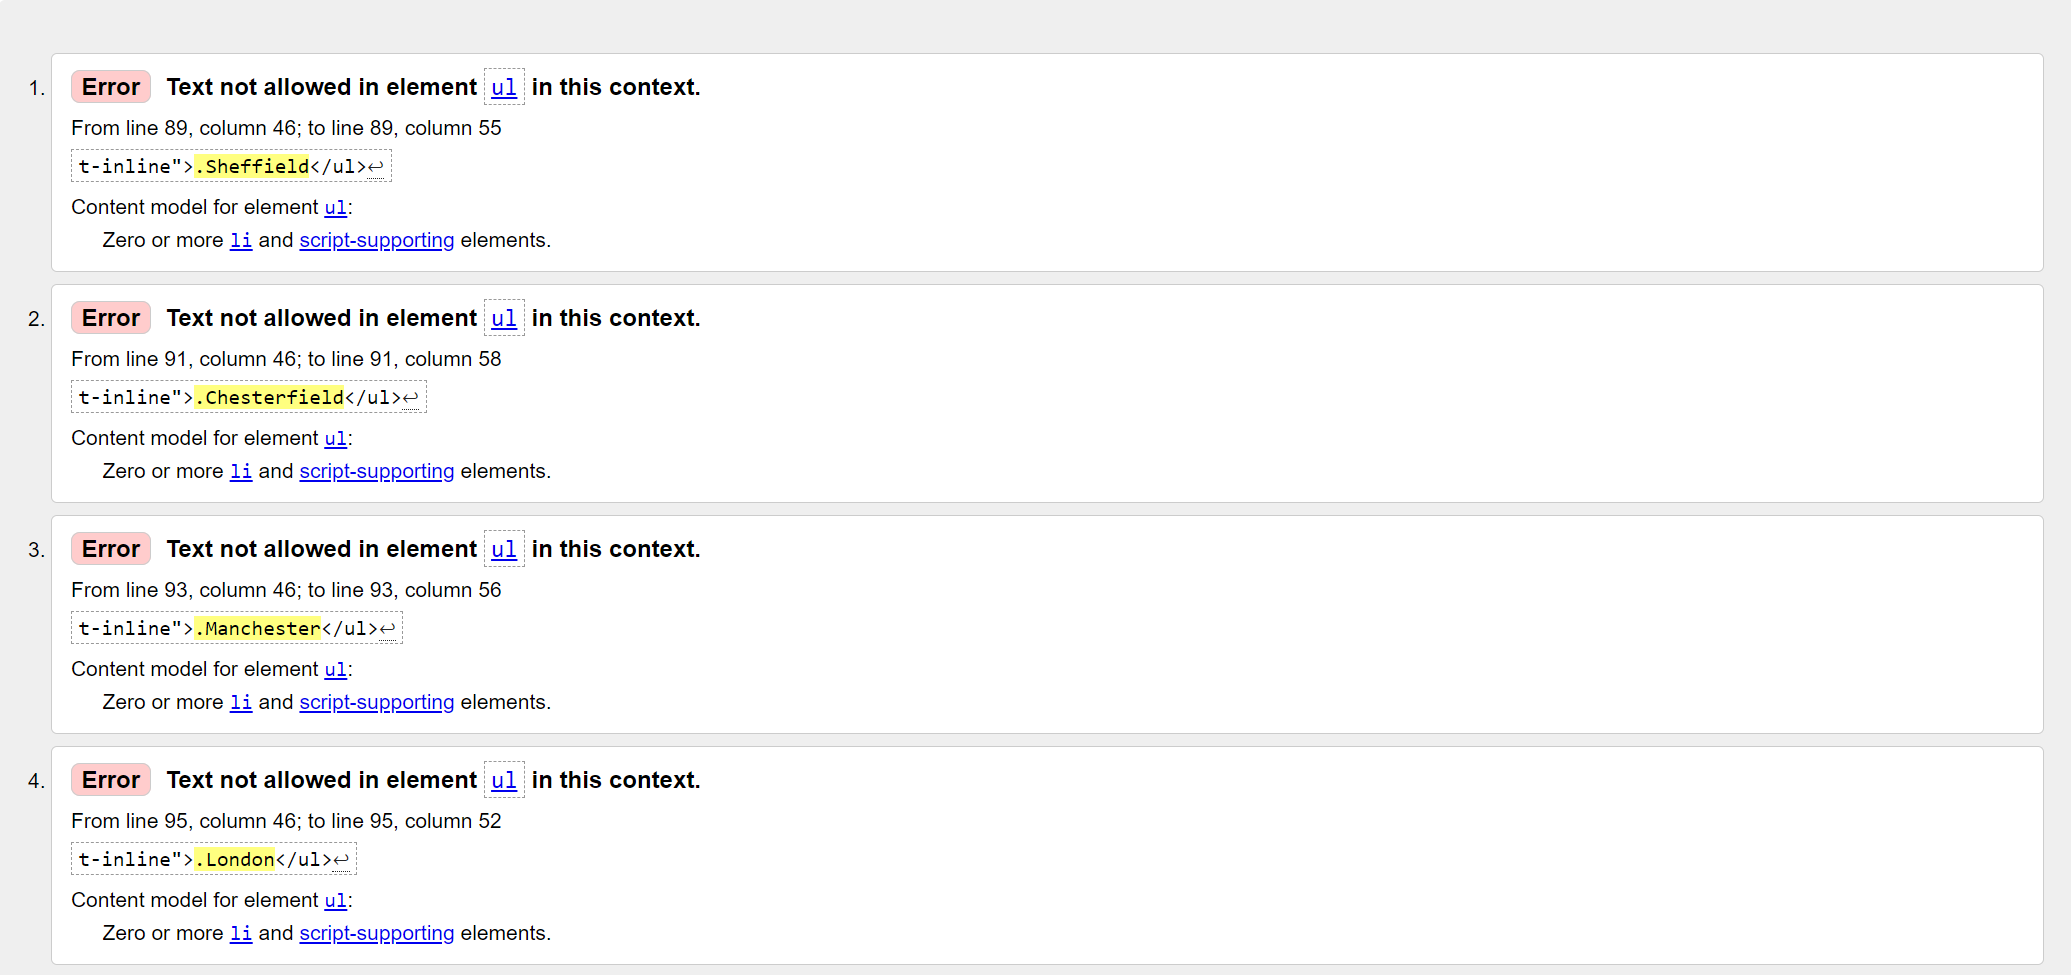 1. Error Text not allowed in element ul in this context.
From line 89, column 46; to line 89, column 55
t-inline">.Sheffield</ul>↩
Content model for element ul:
Zero or more li and script-supporting elements.
2. Error Text not allowed in element ul in this context.
From line 91, column 46; to line 91, column 58
t-inline">.Chesterfield</ul>↩
Content model for element ul:
Zero or more li and script-supporting elements.
3. Error Text not allowed in element ul in this context.
From line 93, column 46; to line 93, column 56
t-inline">.Manchester</ul>↩
Content model for element ul:
Zero or more li and script-supporting elements.
4. Error Text not allowed in element ul in this context.
From line 95, column 46; to line 95, column 52
t-inline">.London</ul>↩
Content model for element ul:
Zero or more li and script-supporting elements.